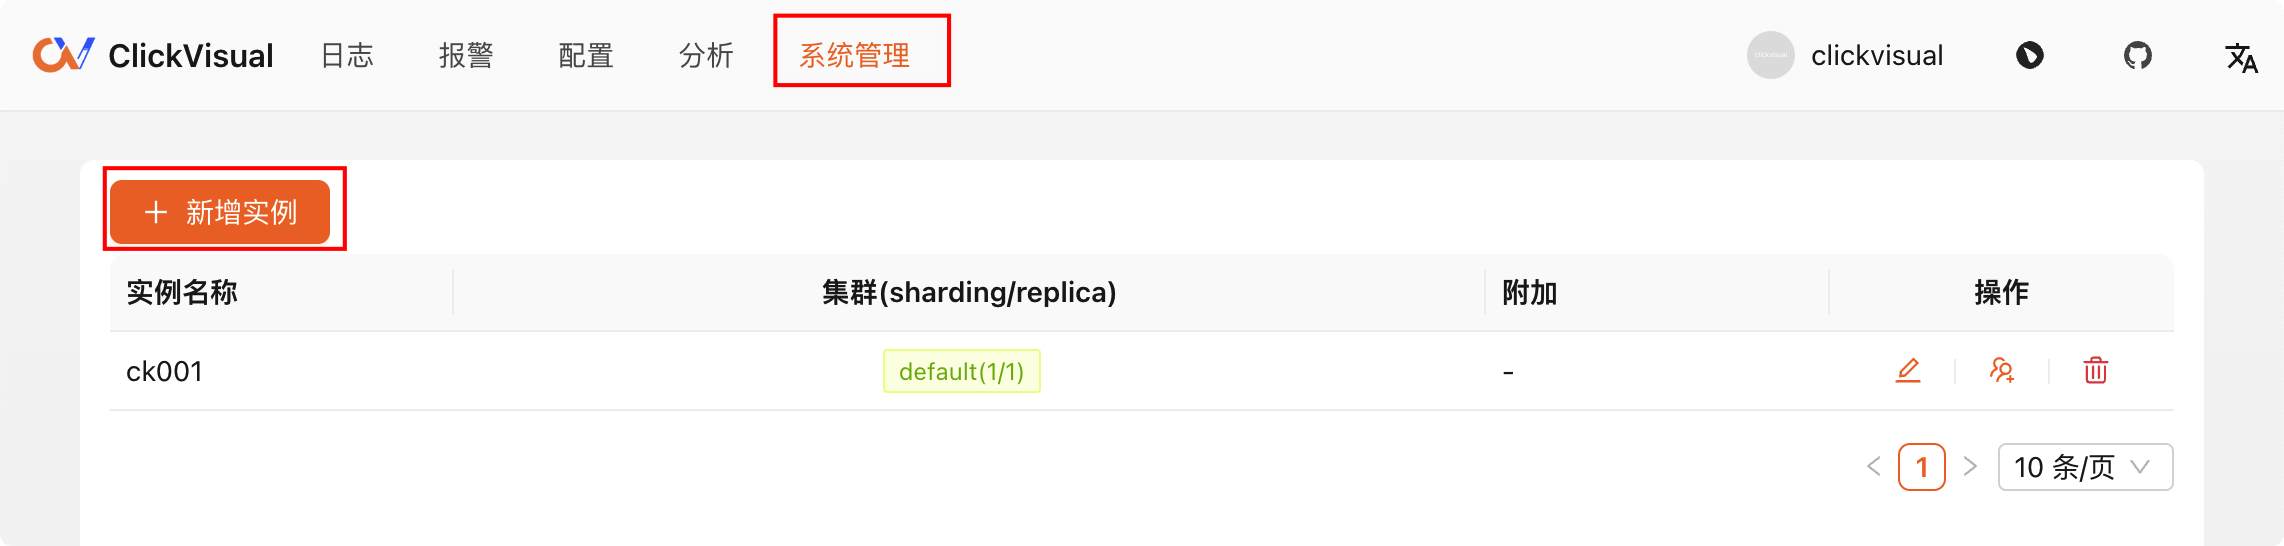 ClickVisual 日志 报警 配置 分析 系统管理 clickvisual clickvisual
+ 新增实例
实例名称 集群(sharding/replica) 附加 操作
ck001 default(1/1) -
< 1 > 10 条/页